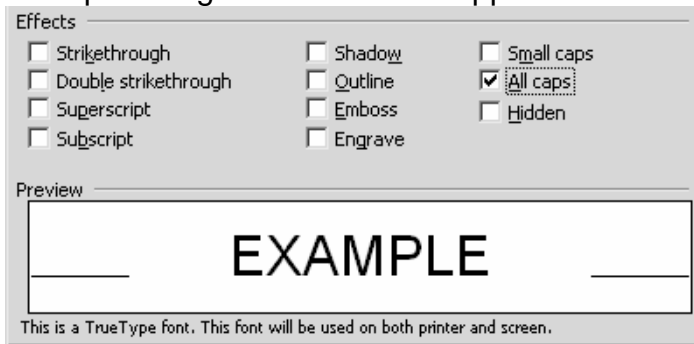 Effects
Strikethrough Shadow Small caps
Double strikethrough Outline All caps
Superscript Emboss Hidden
Subscript Engrave
Preview
EXAMPLE
This is a TrueType font. This font will be used on both printer and screen.